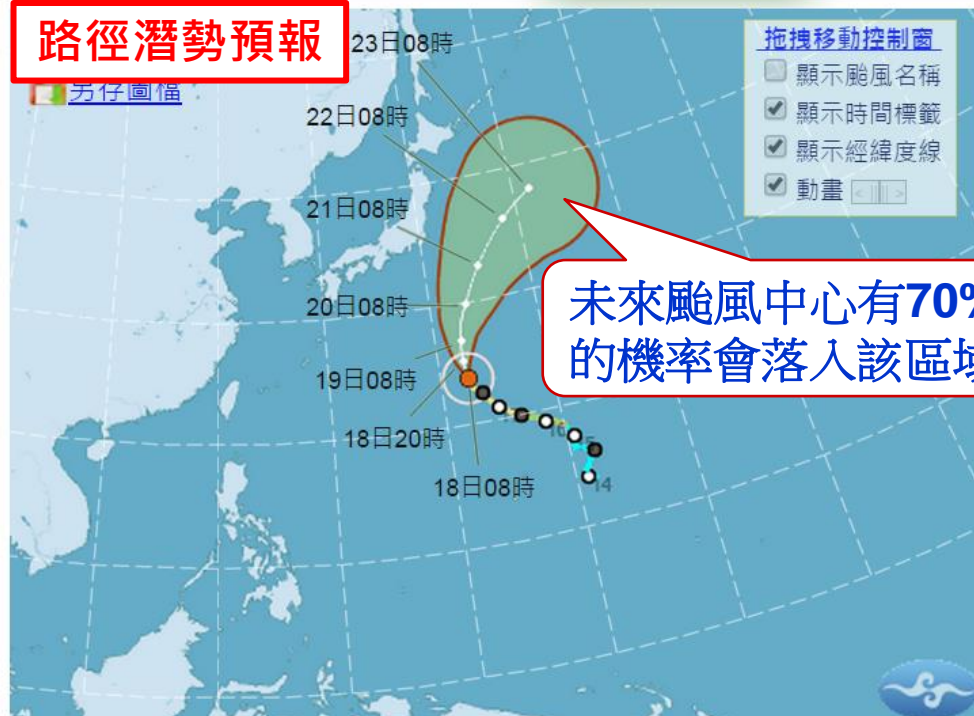 路徑潛勢預報
23日08時
拖拽移動控制窗
顯示颱風名稱
顯示時間標籤
顯示經緯度線
動畫
另存圖檔
22日08時
21日08時
20日08時
19日08時
18日20時
18日08時
未來颱風中心有70%
的機率會落入該區域
16
14